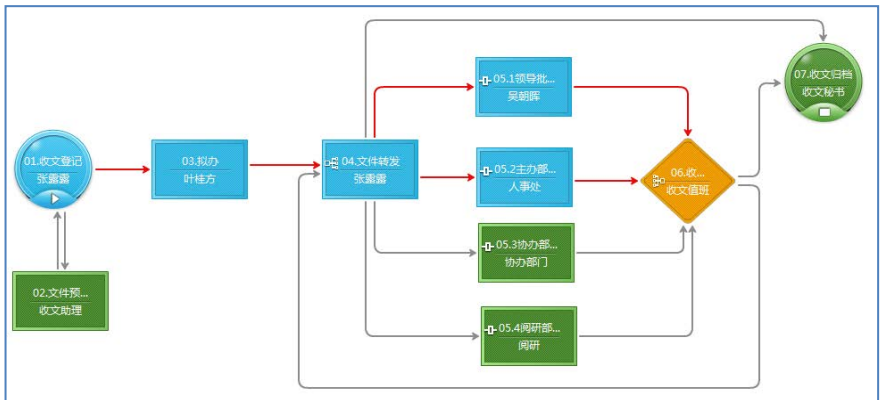 01.收文登记
张露露
02.文件预...
收文助理
03.拟办
叶桂方
04.文件转发
张露露
05.1领导批...
吴朝晖
05.2主办部...
人事处
05.3协办部...
协办部门
05.4阅研部...
阅研
06.收...
收文值班
07.收文归档
收文秘书